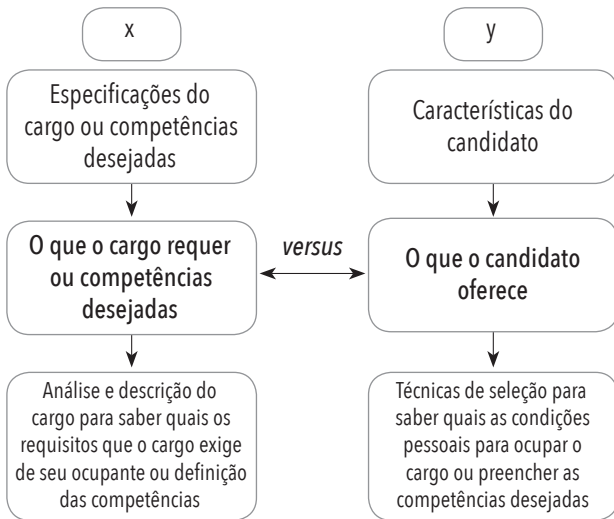 x
Especificações do
cargo ou competências
desejadas
O que o cargo requer
ou competências
desejadas
Análise e descrição do
cargo para saber quais os
requisitos que o cargo exige
de seu ocupante ou definição
das competências
versus
y
Características do
candidato
O que o candidato
oferece
Técnicas de seleção para
saber quais as condições
pessoais para ocupar o
cargo ou preencher as
competências desejadas